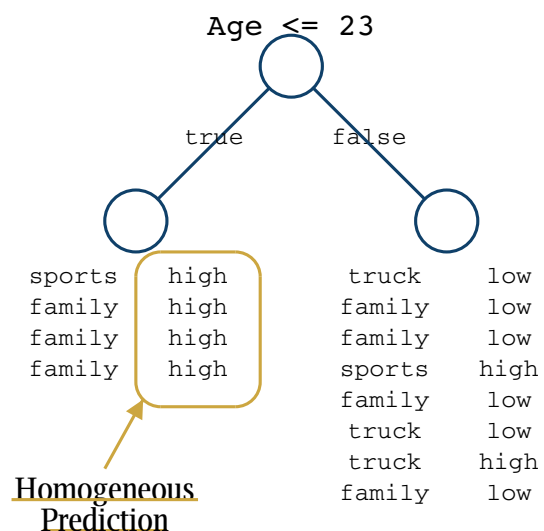 Age <= 23
true false
sports high truck low
family high family low
family high family low
family high sports high
family low
truck low
truck high
family low
Homogeneous
Prediction